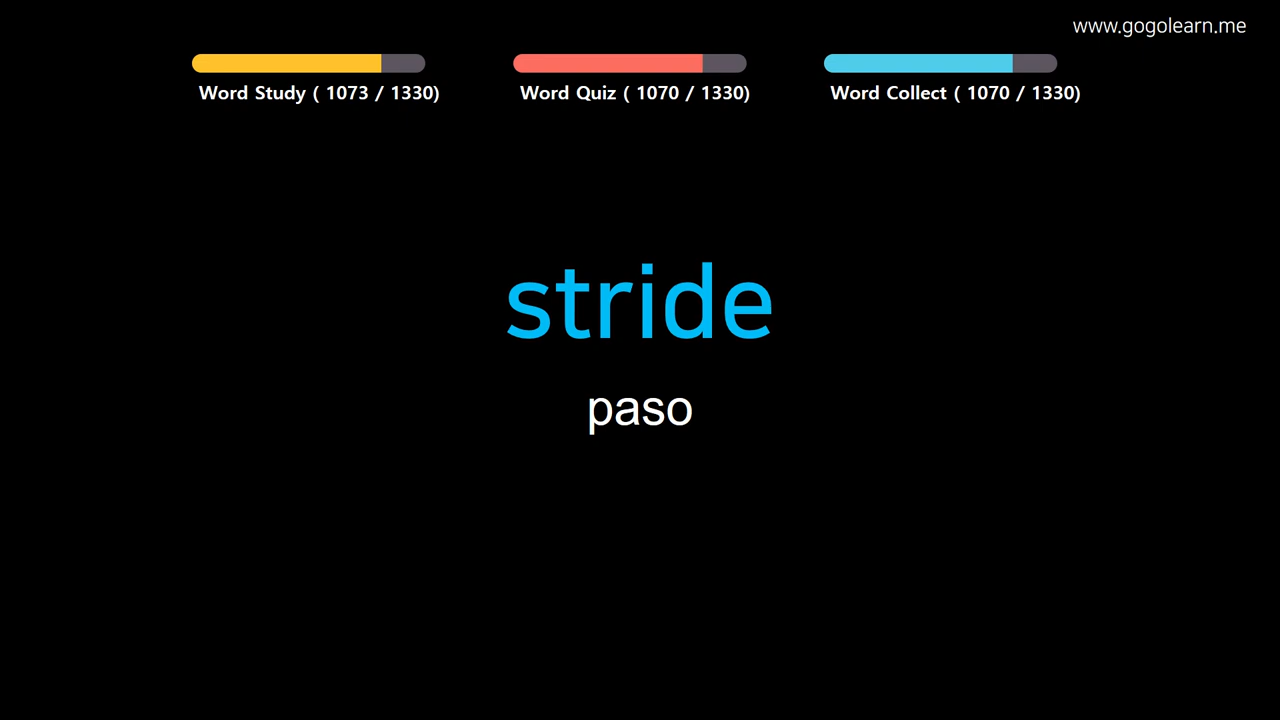 www.gogolearn.me
Word Study ( 1073 / 1330)
Word Quiz ( 1070 / 1330)
Word Collect ( 1070 / 1330)
stride
paso